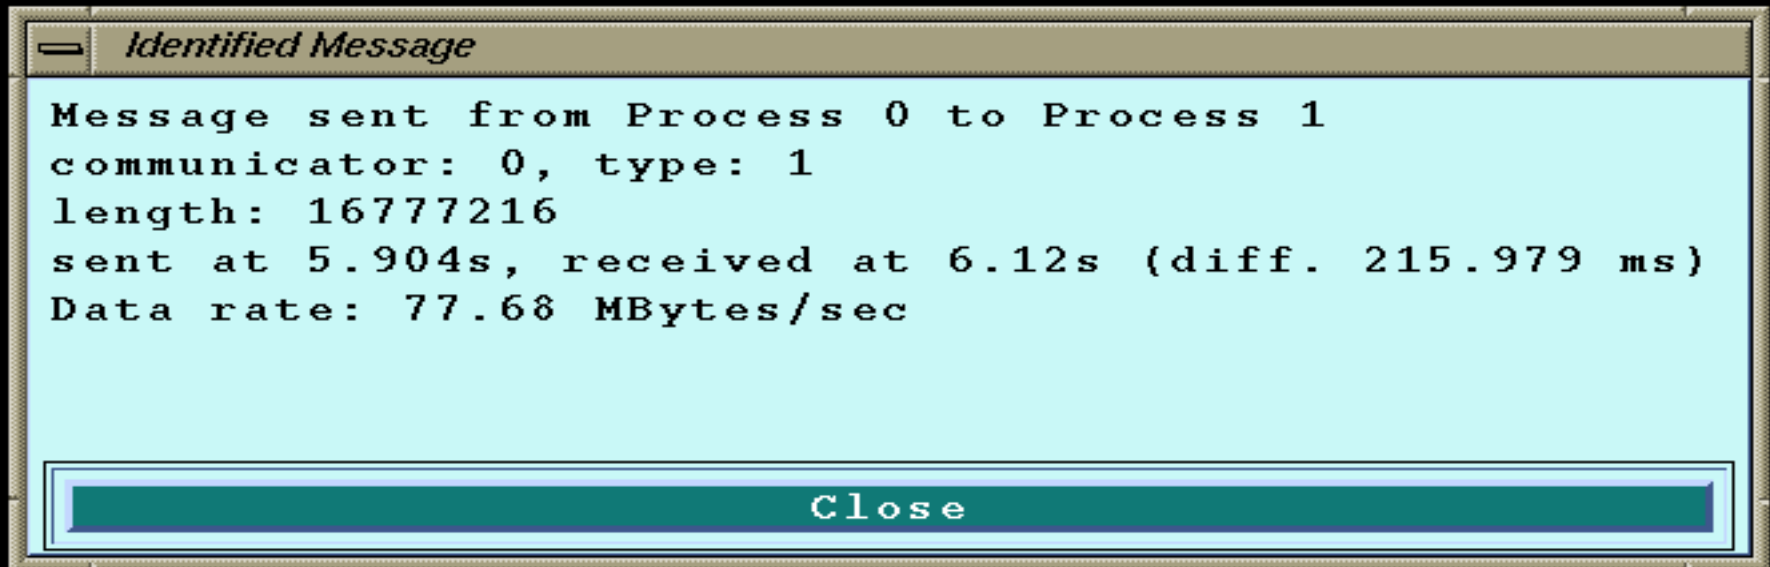 Identified Message
Message sent from Process 0 to Process 1
communicator: 0, type: 1
length: 16777216
sent at 5.904s, received at 6.12s (diff. 215.979 ms)
Data rate: 77.68 MBytes/sec
Close